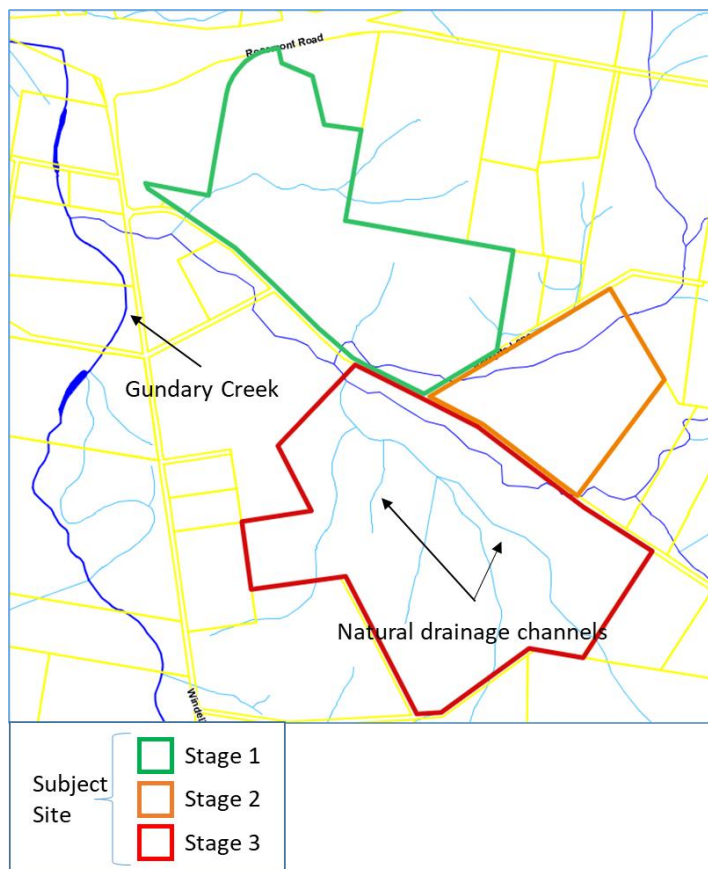 Rosemont Road
Gundary Creek
Natural drainage channels
Subject
Site
Stage 1
Stage 2
Stage 3